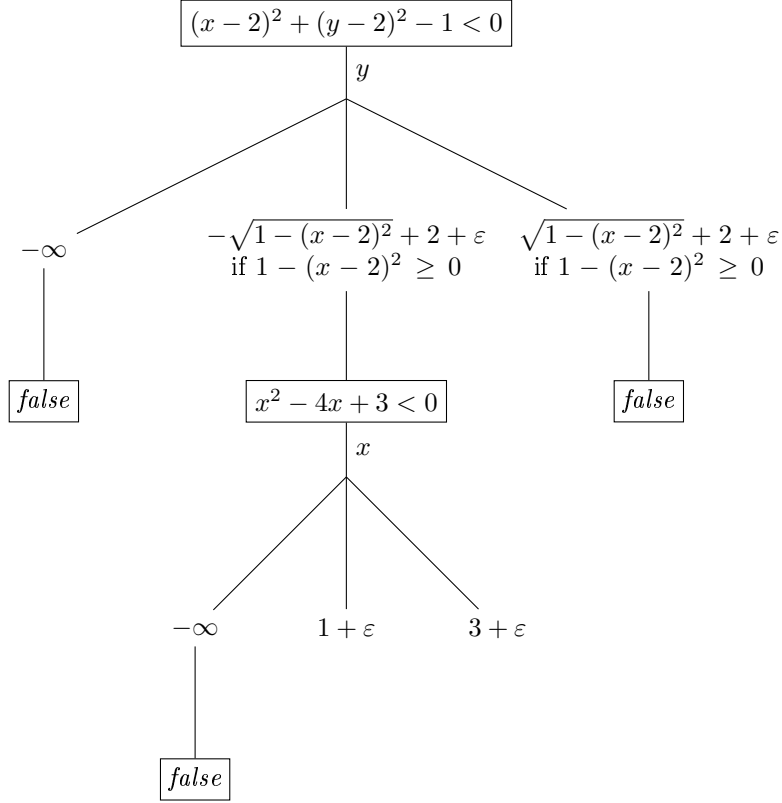 (x − 2)² + (y − 2)² − 1 < 0
y
−∞
−√(1 − (x − 2)²) + 2 + ε
if 1 − (x − 2)² ≥ 0
√(1 − (x − 2)²) + 2 + ε
if 1 − (x − 2)² ≥ 0
false
x² − 4x + 3 < 0
false
x
−∞
1 + ε
3 + ε
false